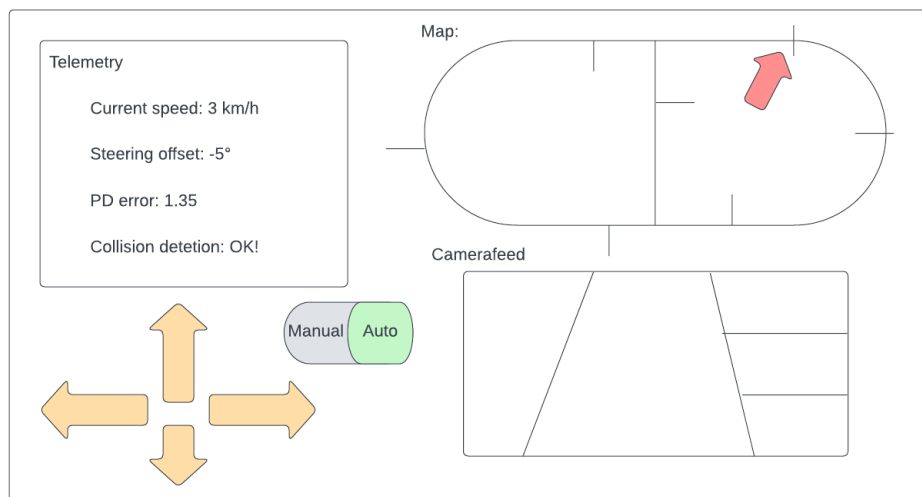 Telemetry
Current speed: 3 km/h
Steering offset: -5°
PD error: 1.35
Collision detetion: OK!
Map:
Camerafeed
Manual
Auto